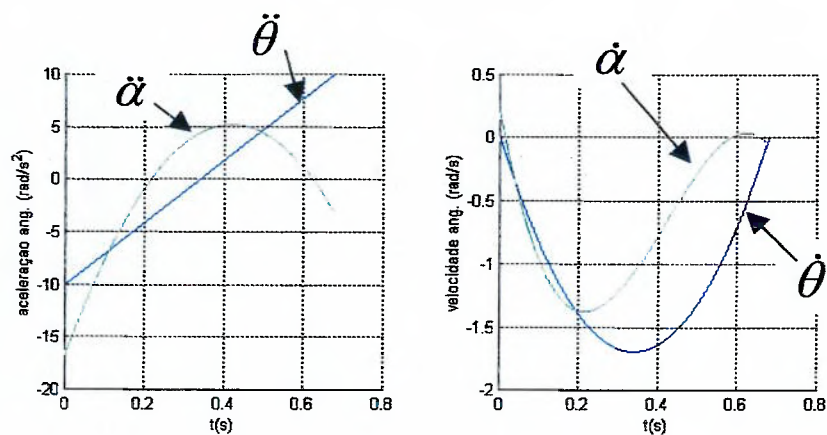 θ̈
α̈
aceleração ang. (rad/s²)
10
5
0
-5
-10
-15
-20
0
0.2
0.4
0.6
0.8
t(s)
α̇
θ̇
velocidade ang. (rad/s)
0.5
0
-0.5
-1
-1.5
-2
0
0.2
0.4
0.6
0.8
t(s)